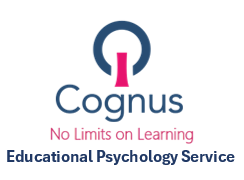 Cognus
No Limits on Learning
Educational Psychology Service